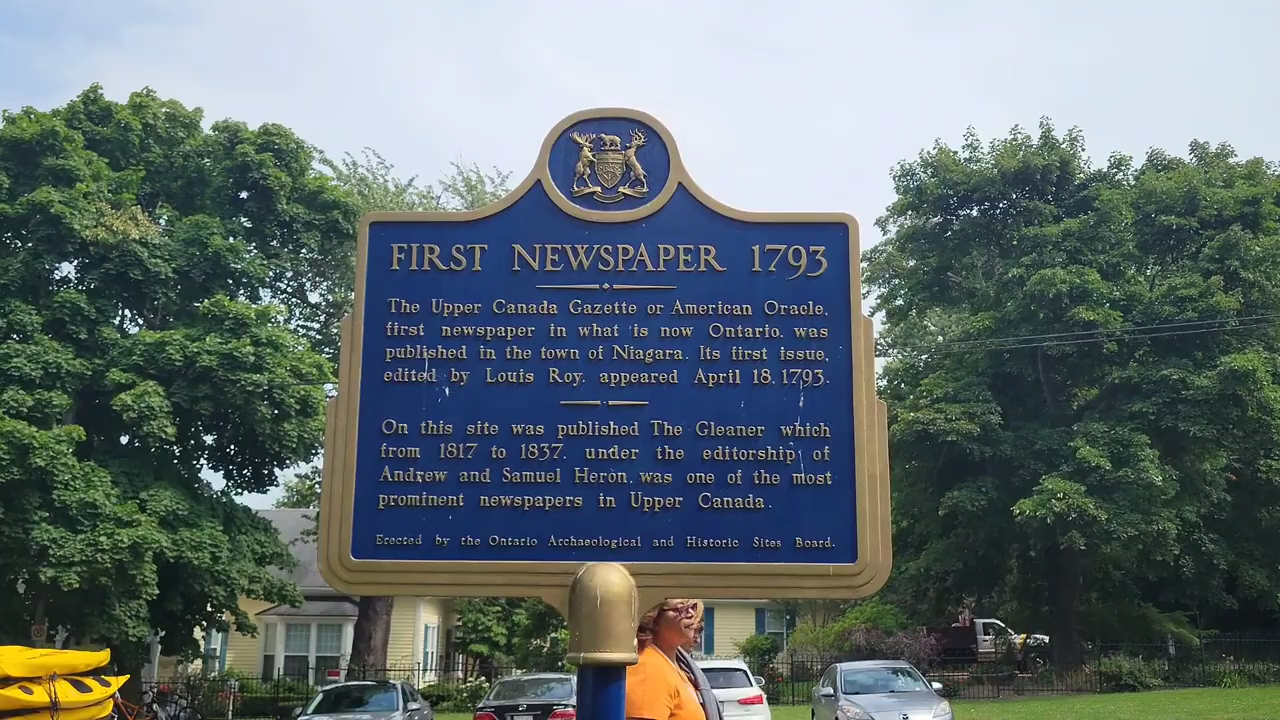 FIRST NEWSPAPER 1793
The Upper Canada Gazette or American Oracle,
first newspaper in what is now Ontario, was
published in the town of Niagara. Its first issue,
edited by Louis Roy, appeared April 18, 1793.
On this site was published The Gleaner which
from 1817 to 1837, under the editorship of
Andrew and Samuel Heron, was one of the most
prominent newspapers in Upper Canada.
Erected by the Ontario Archaeological and Historic Sites Board.